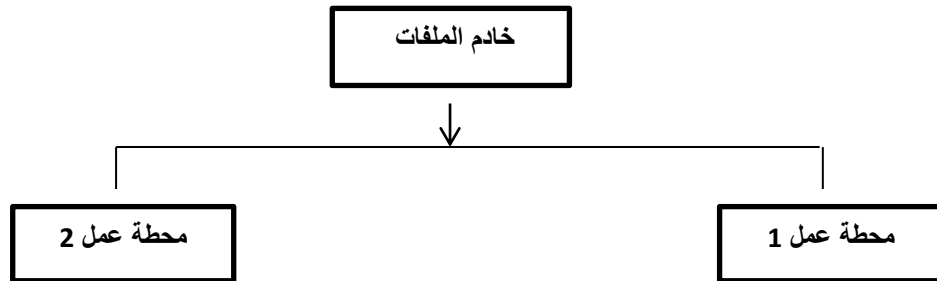 خادم الملفات
محطة عمل 1
محطة عمل 2